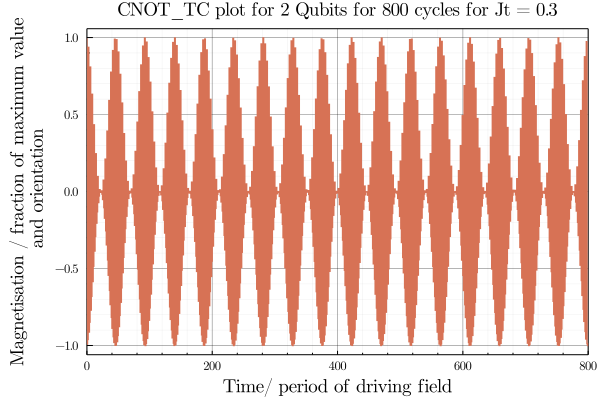 CNOT_TC plot for 2 Qubits for 800 cycles for Jt = 0.3
Magnetisation / fraction of maximum value
and orientation
1.0
0.5
0.0
−0.5
−1.0
0 200 400 600 800
Time/ period of driving field